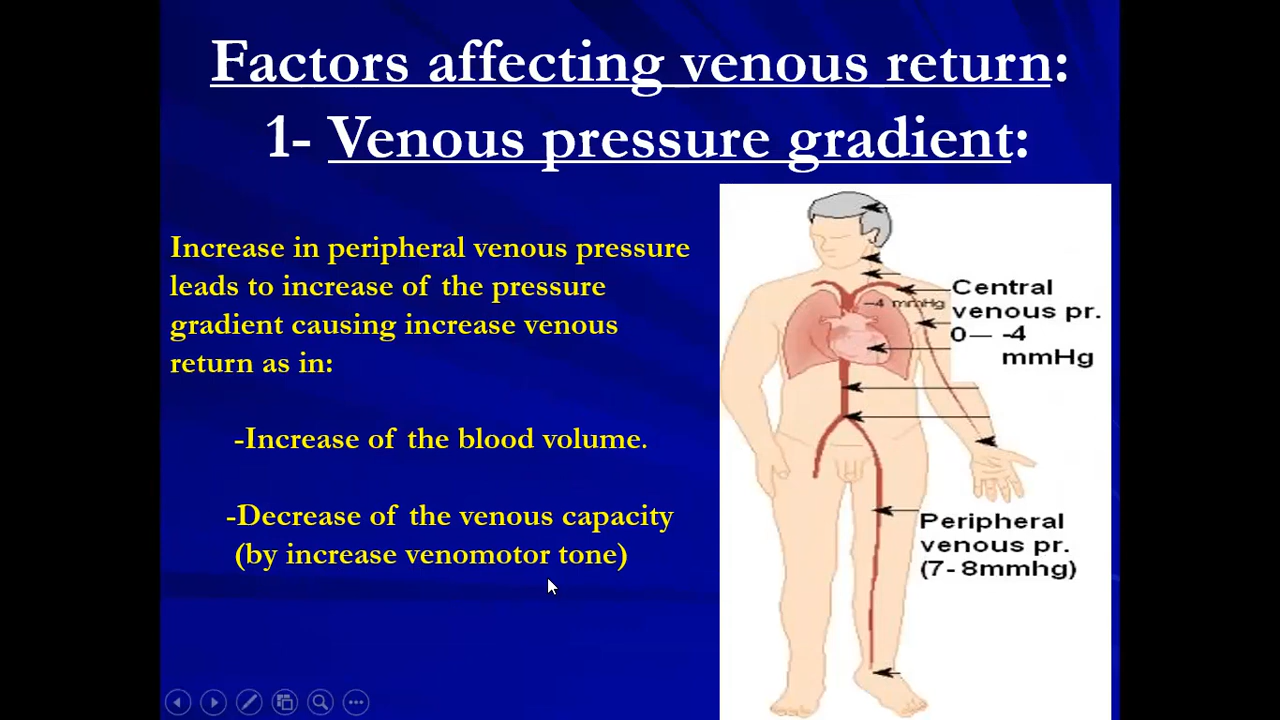 Factors affecting venous return:
1- Venous pressure gradient:
Increase in peripheral venous pressure
leads to increase of the pressure
gradient causing increase venous
return as in:
-Increase of the blood volume.
-Decrease of the venous capacity
(by increase venomotor tone)
-4 mmHg
Central
venous pr.
0— -4
mmHg
Peripheral
venous pr.
(7-8mmhg)